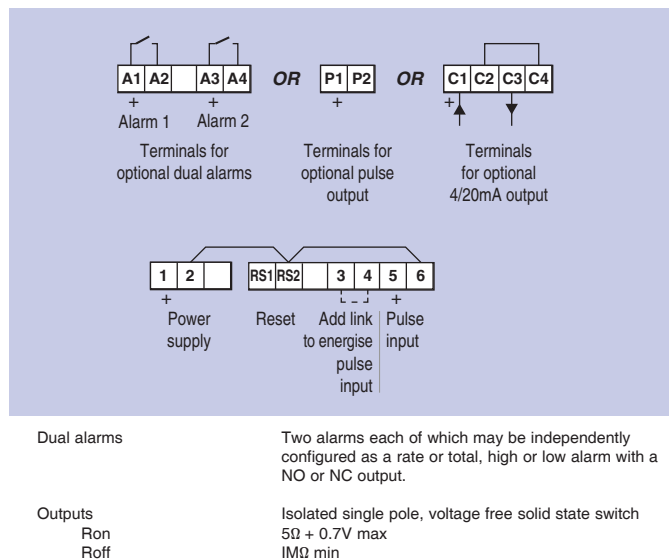 A1 A2 A3 A4 OR P1 P2 OR C1 C2 C3 C4
+ + + +
Alarm 1 Alarm 2
Terminals for optional dual alarms
Terminals for optional pulse output
Terminals for optional 4/20mA output
1 2 RS1 RS2 3 4 5 6
+ +
Power supply
Reset
Add link to energise pulse input
Pulse input
Dual alarms Two alarms each of which may be independently
configured as a rate or total, high or low alarm with a
NO or NC output.
Outputs Isolated single pole, voltage free solid state switch
Ron 5Ω + 0.7V max
Roff IMΩ min